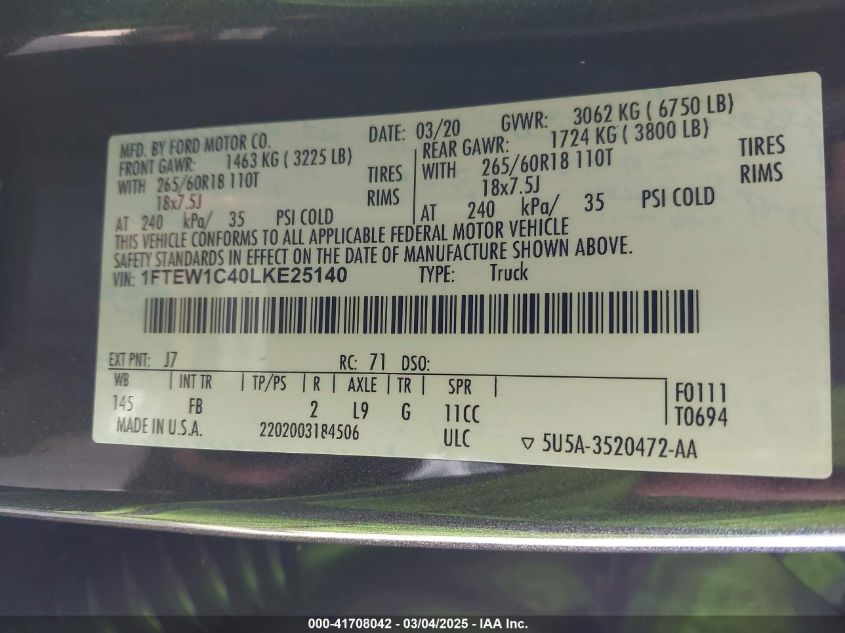 MFD. BY FORD MOTOR CO. DATE: 03/20 GVWR: 3062 KG ( 6750 LB)
FRONT GAWR: 1463 KG ( 3225 LB) REAR GAWR: 1724 KG ( 3800 LB)
WITH 265/60R18 110T TIRES WITH 265/60R18 110T TIRES
18x7.5J RIMS 18x7.5J RIMS
AT 240 kPa/ 35 PSI COLD AT 240 kPa/ 35 PSI COLD
THIS VEHICLE CONFORMS TO ALL APPLICABLE FEDERAL MOTOR VEHICLE
SAFETY STANDARDS IN EFFECT ON THE DATE OF MANUFACTURE SHOWN ABOVE.
VIN: 1FTEW1C40LKE25140 TYPE: Truck
EXT PNT: J7 RC: 71 DSO:
WB INT TR TP/PS R AXLE TR SPR F0111
145 FB 2 L9 G 11CC T0694
MADE IN U.S.A. 2202003184506 ULC ▽ 5U5A-3520472-AA
000-41708042 - 03/04/2025 - IAA Inc.